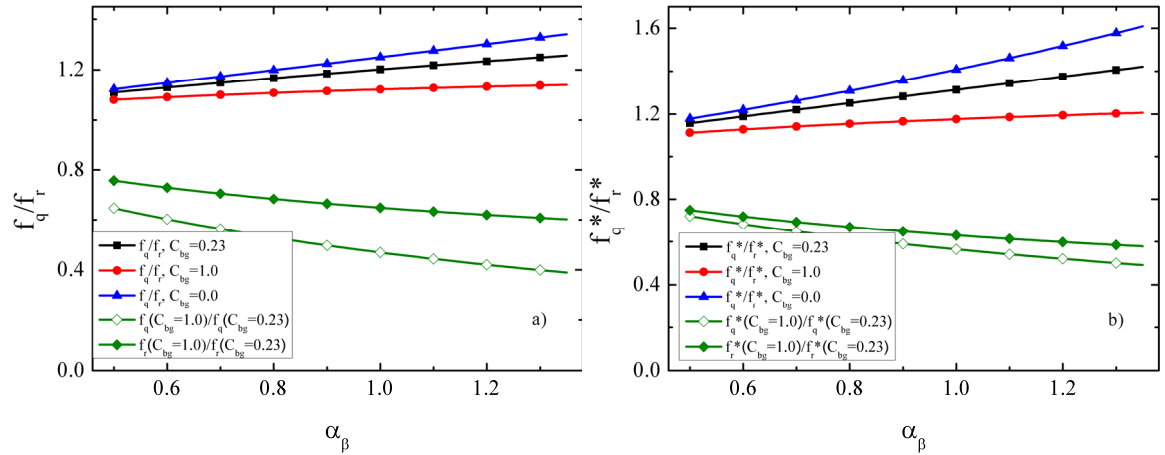 f_q/f_r
1.2
0.8
0.4
0.0
f_q/f_r, C_bg=0.23
f_q/f_r, C_bg=1.0
f_q/f_r, C_bg=0.0
f_q(C_bg=1.0)/f_q(C_bg=0.23)
f_r(C_bg=1.0)/f_r(C_bg=0.23)
a)
0.6 0.8 1.0 1.2
α_β
f_q*/f_r*
1.6
1.2
0.8
0.4
0.0
f_q*/f_r*, C_bg=0.23
f_q*/f_r*, C_bg=1.0
f_q*/f_r*, C_bg=0.0
f_q*(C_bg=1.0)/f_q*(C_bg=0.23)
f_r*(C_bg=1.0)/f_r*(C_bg=0.23)
b)
0.6 0.8 1.0 1.2
α_β